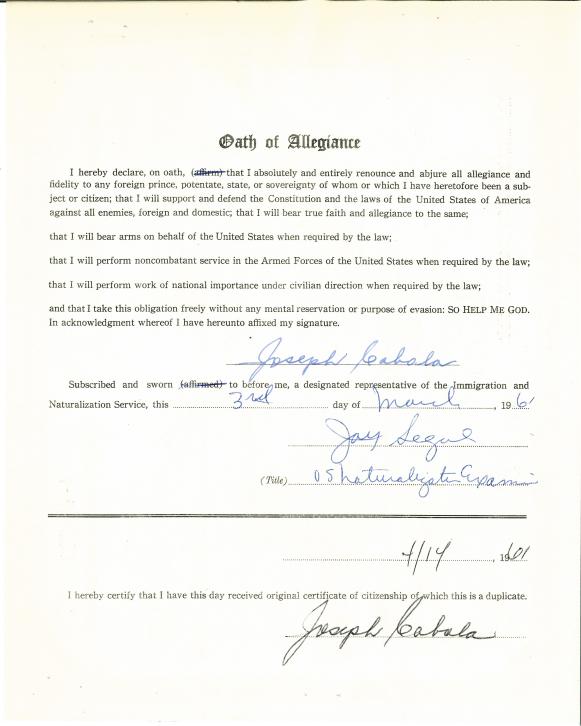 Oath of Allegiance
I hereby declare, on oath, (affirm) that I absolutely and entirely renounce and abjure all allegiance and
fidelity to any foreign prince, potentate, state, or sovereignty of whom or which I have heretofore been a sub-
ject or citizen; that I will support and defend the Constitution and the laws of the United States of America
against all enemies, foreign and domestic; that I will bear true faith and allegiance to the same;
that I will bear arms on behalf of the United States when required by the law;
that I will perform noncombatant service in the Armed Forces of the United States when required by the law;
that I will perform work of national importance under civilian direction when required by the law;
and that I take this obligation freely without any mental reservation or purpose of evasion: SO HELP ME GOD.
In acknowledgment whereof I have hereunto affixed my signature.
Joseph Cabala
Subscribed and sworn (affirmed) to before me, a designated representative of the Immigration and
Naturalization Service, this 3rd day of March, 1961
Jay
(Title) US Naturalization
4/14, 1961
I hereby certify that I have this day received original certificate of citizenship of which this is a duplicate.
Joseph Cabala